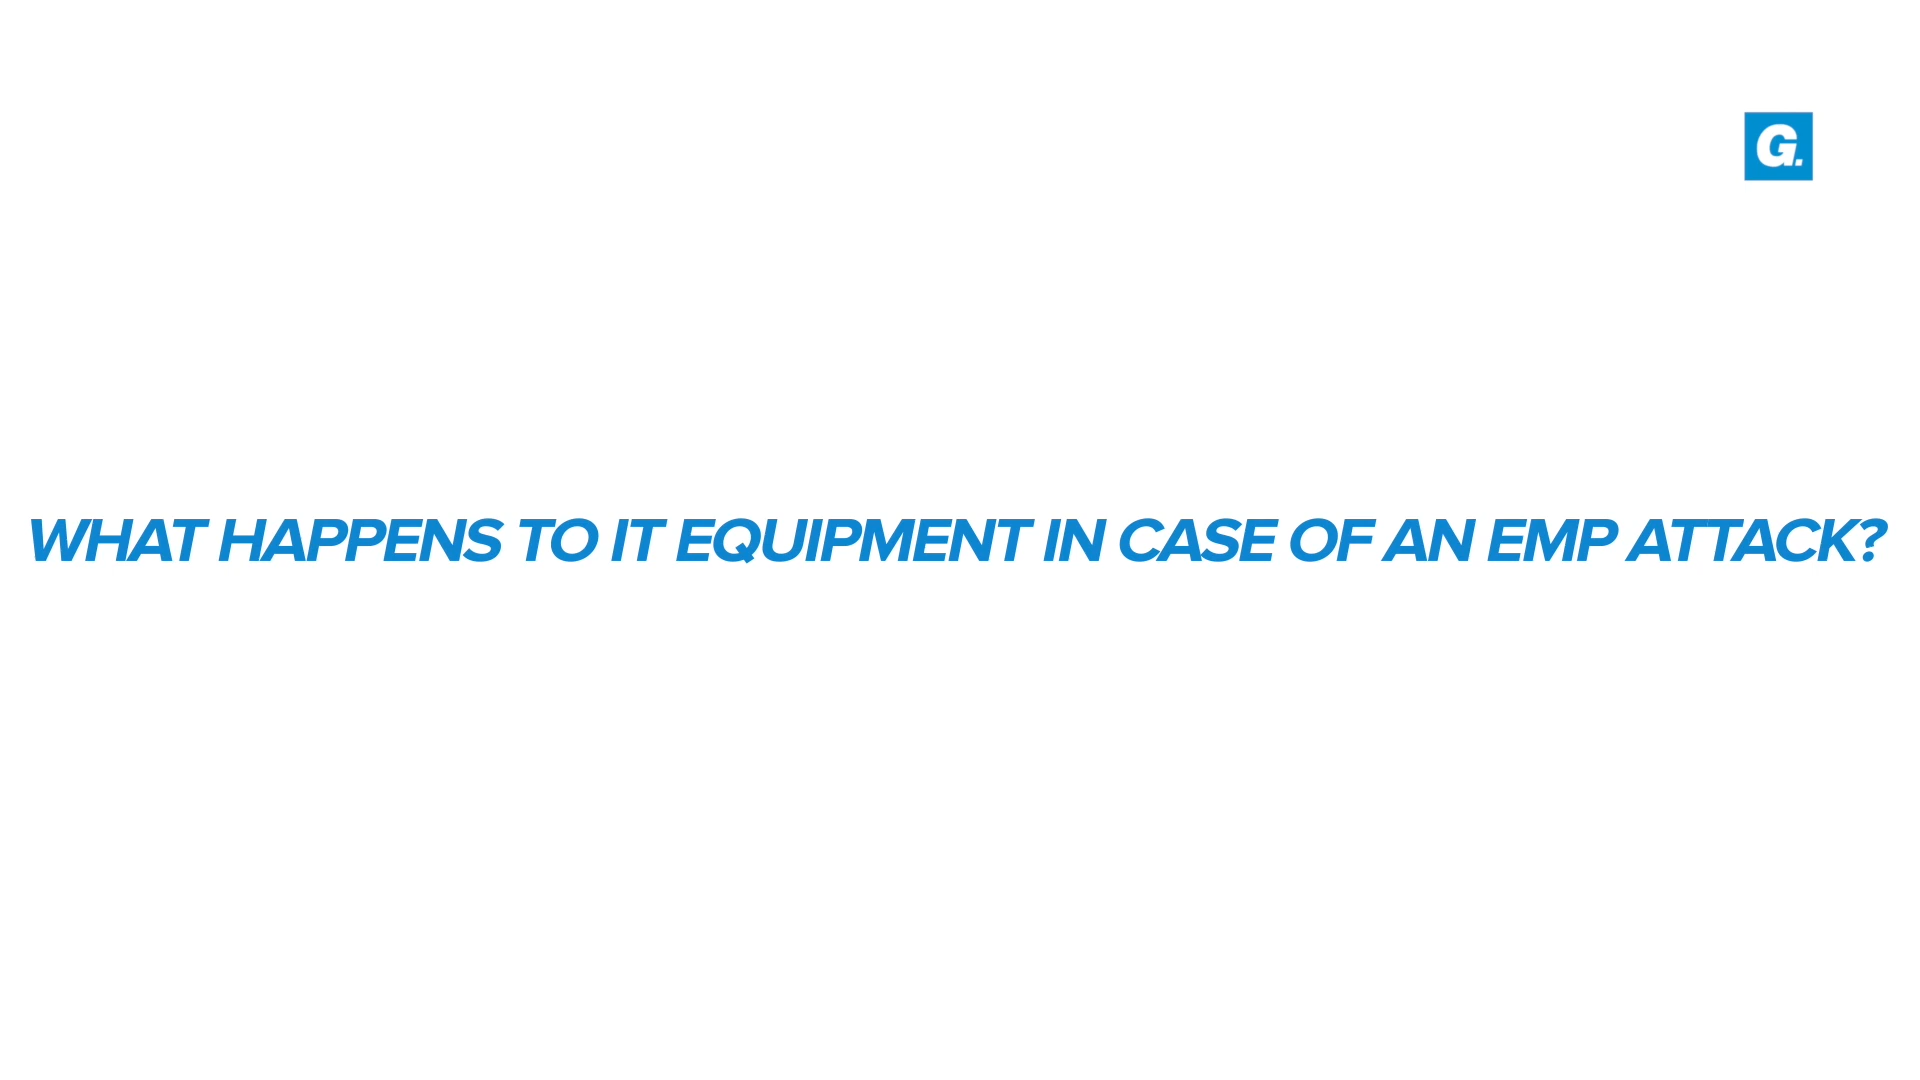 G.
WHAT HAPPENS TO IT EQUIPMENT IN CASE OF AN EMP ATTACK?